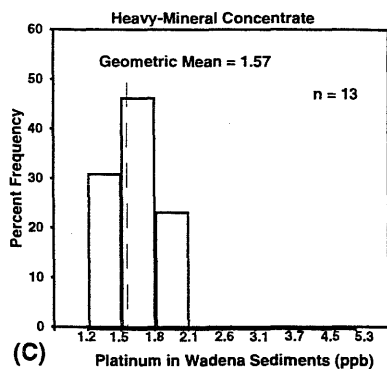 Heavy-Mineral Concentrate
60
Geometric Mean = 1.57
50
n = 13
40
Percent Frequency
30
20
10
0
1.2 1.5 1.8 2.1 2.6 3.1 3.7 4.5 5.3
(C) Platinum in Wadena Sediments (ppb)